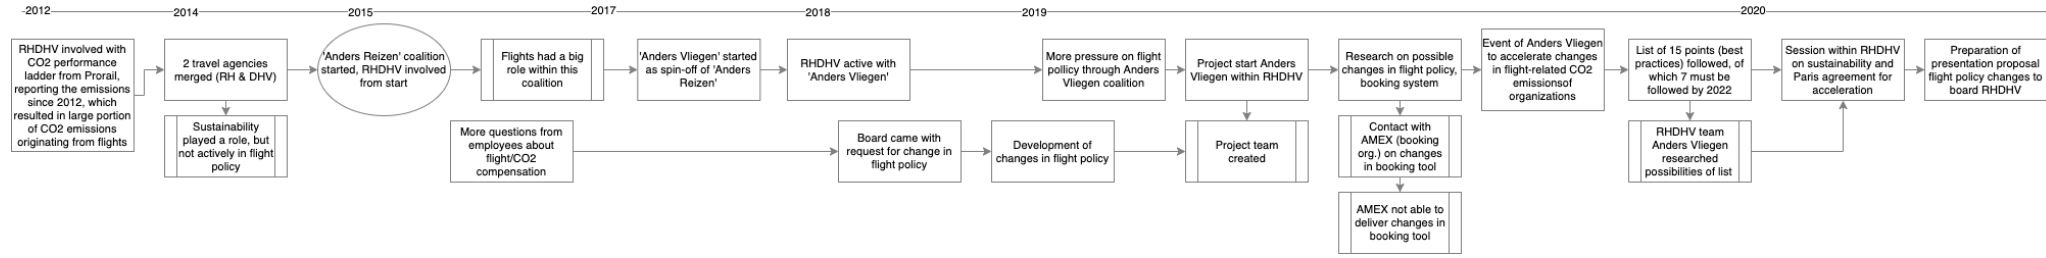 2012
2014
2015
2017
2018
2019
2020
RHDHV involved with
CO2 performance
ladder from Prorail,
reporting the emissions
since 2012, which
resulted in large portion
of CO2 emissions
originating from flights
2 travel agencies
merged (RH & DHV)
Sustainability
played a role, but
not actively in flight
policy
'Anders Reizen' coalition
started, RHDHV involved
from start
Flights had a big
role within this
coalition
More questions from
employees about
flight/CO2
compensation
'Anders Vliegen' started
as spin-off of 'Anders
Reizen'
RHDHV active with
'Anders Vliegen'
Board came with
request for change in
flight policy
Development of
changes in flight policy
More pressure on flight
pollicy through Anders
Vliegen coalition
Project start Anders
Vliegen within RHDHV
Project team
created
Research on possible
changes in flight policy,
booking system
Contact with
AMEX (booking
org.) on changes
in booking tool
AMEX not able to
deliver changes in
booking tool
Event of Anders Vliegen
to accelerate changes
in flight-related CO2
emissionsof
organizations
List of 15 points (best
practices) followed, of
which 7 must be
followed by 2022
RHDHV team
Anders Vliegen
researched
possibilities of list
Session within RHDHV
on sustainability and
Paris agreement for
acceleration
Preparation of
presentation proposal
flight policy changes to
board RHDHV